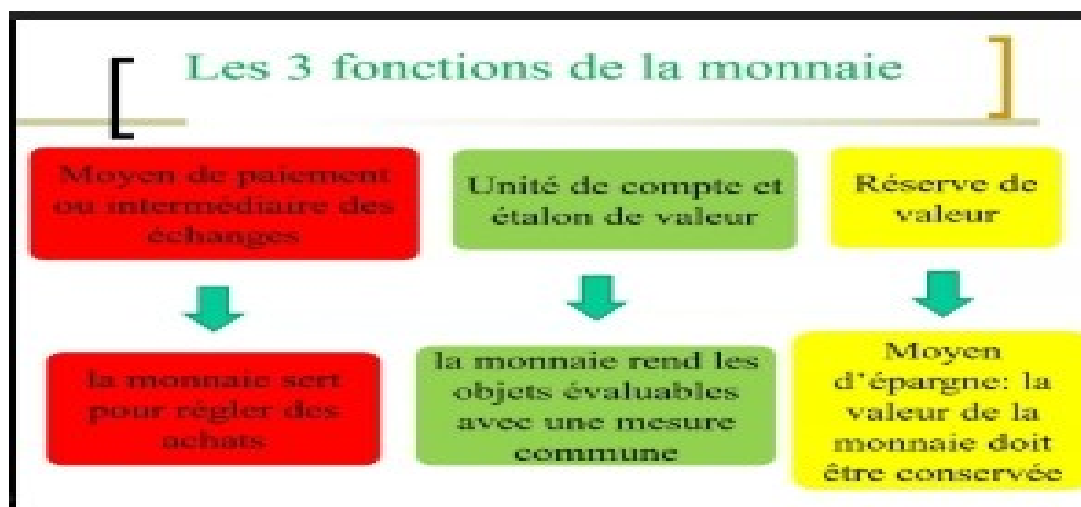 Les 3 fonctions de la monnaie
Moyen de paiement
ou intermédiaire des
échanges
Unité de compte et
étalon de valeur
Réserve de
valeur
la monnaie sert
pour régler des
achats
la monnaie rend les
objets évaluables
avec une mesure
commune
Moyen
d'épargne: la
valeur de la
monnaie doit
être conservée